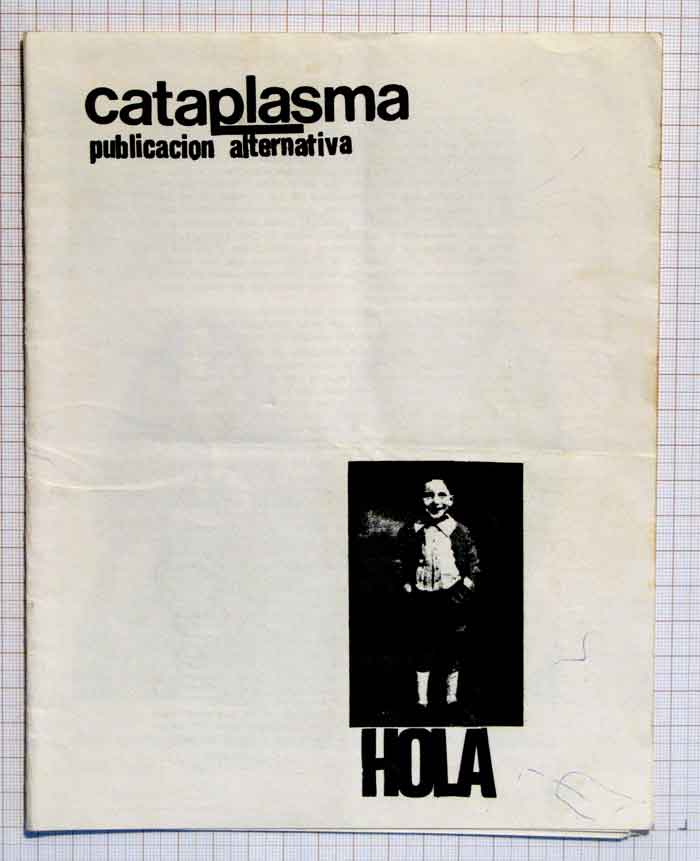 cataplasma
publicacion alternativa
HOLA